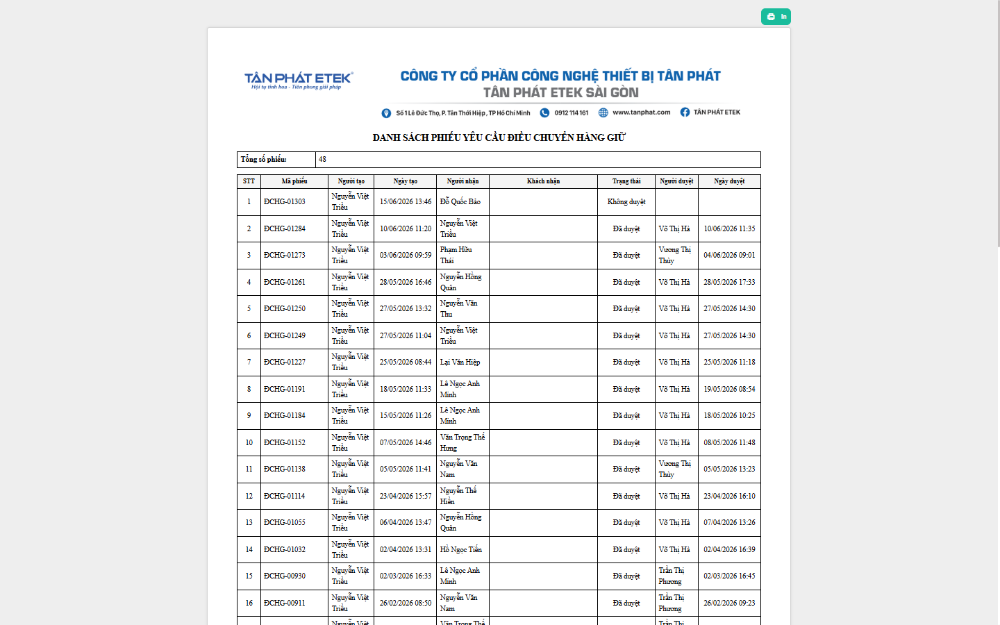 In
TÂN PHÁT ETEK®
Hội tụ tinh hoa - Tiên phong giải pháp
CÔNG TY CỔ PHẦN CÔNG NGHỆ THIẾT BỊ TÂN PHÁT
TÂN PHÁT ETEK SÀI GÒN
Số 1 Lê Đức Thọ, P. Tân Thới Hiệp , TP Hồ Chí Minh 0912 114 161 www.tanphat.com TÂN PHÁT ETEK
DANH SÁCH PHIẾU YÊU CẦU ĐIỀU CHUYỂN HÀNG GIỮ
Tổng số phiếu: 48
STT Mã phiếu Người tạo Ngày tạo Người nhận Khách nhận Trạng thái Người duyệt Ngày duyệt
1 ĐCHG-01303 Nguyễn Việt Triều 15/06/2026 13:46 Đỗ Quốc Bảo Không duyệt
2 ĐCHG-01284 Nguyễn Việt Triều 10/06/2026 11:20 Nguyễn Việt Triều Đã duyệt Võ Thị Hà 10/06/2026 11:35
3 ĐCHG-01273 Nguyễn Việt Triều 03/06/2026 09:59 Phạm Hữu Thái Đã duyệt Vương Thị Thùy 04/06/2026 09:01
4 ĐCHG-01261 Nguyễn Việt Triều 28/05/2026 16:46 Nguyễn Hồng Quân Đã duyệt Võ Thị Hà 28/05/2026 17:33
5 ĐCHG-01250 Nguyễn Việt Triều 27/05/2026 13:32 Nguyễn Văn Thu Đã duyệt Võ Thị Hà 27/05/2026 14:30
6 ĐCHG-01249 Nguyễn Việt Triều 27/05/2026 11:04 Nguyễn Việt Triều Đã duyệt Võ Thị Hà 27/05/2026 14:30
7 ĐCHG-01227 Nguyễn Việt Triều 25/05/2026 08:44 Lại Văn Hiệp Đã duyệt Võ Thị Hà 25/05/2026 11:18
8 ĐCHG-01191 Nguyễn Việt Triều 18/05/2026 11:33 Lê Ngọc Anh Minh Đã duyệt Võ Thị Hà 19/05/2026 08:54
9 ĐCHG-01184 Nguyễn Việt Triều 15/05/2026 11:26 Lê Ngọc Anh Minh Đã duyệt Võ Thị Hà 18/05/2026 10:25
10 ĐCHG-01152 Nguyễn Việt Triều 07/05/2026 14:46 Văn Trọng Thế Hưng Đã duyệt Võ Thị Hà 08/05/2026 11:48
11 ĐCHG-01138 Nguyễn Việt Triều 05/05/2026 11:41 Nguyễn Văn Nam Đã duyệt Vương Thị Thùy 05/05/2026 13:23
12 ĐCHG-01114 Nguyễn Việt Triều 23/04/2026 15:57 Nguyễn Thế Hiển Đã duyệt Võ Thị Hà 23/04/2026 16:10
13 ĐCHG-01055 Nguyễn Việt Triều 06/04/2026 13:47 Nguyễn Hồng Quân Đã duyệt Võ Thị Hà 07/04/2026 13:26
14 ĐCHG-01032 Nguyễn Việt Triều 02/04/2026 13:31 Hồ Ngọc Tiến Đã duyệt Võ Thị Hà 02/04/2026 16:39
15 ĐCHG-00930 Nguyễn Việt Triều 02/03/2026 16:33 Lê Ngọc Anh Minh Đã duyệt Trần Thị Phương 02/03/2026 16:45
16 ĐCHG-00911 Nguyễn Việt Triều 26/02/2026 08:50 Nguyễn Văn Nam Đã duyệt Trần Thị Phương 26/02/2026 09:23
Nguyễn Việt Văn Trọng Thế Trần Thị